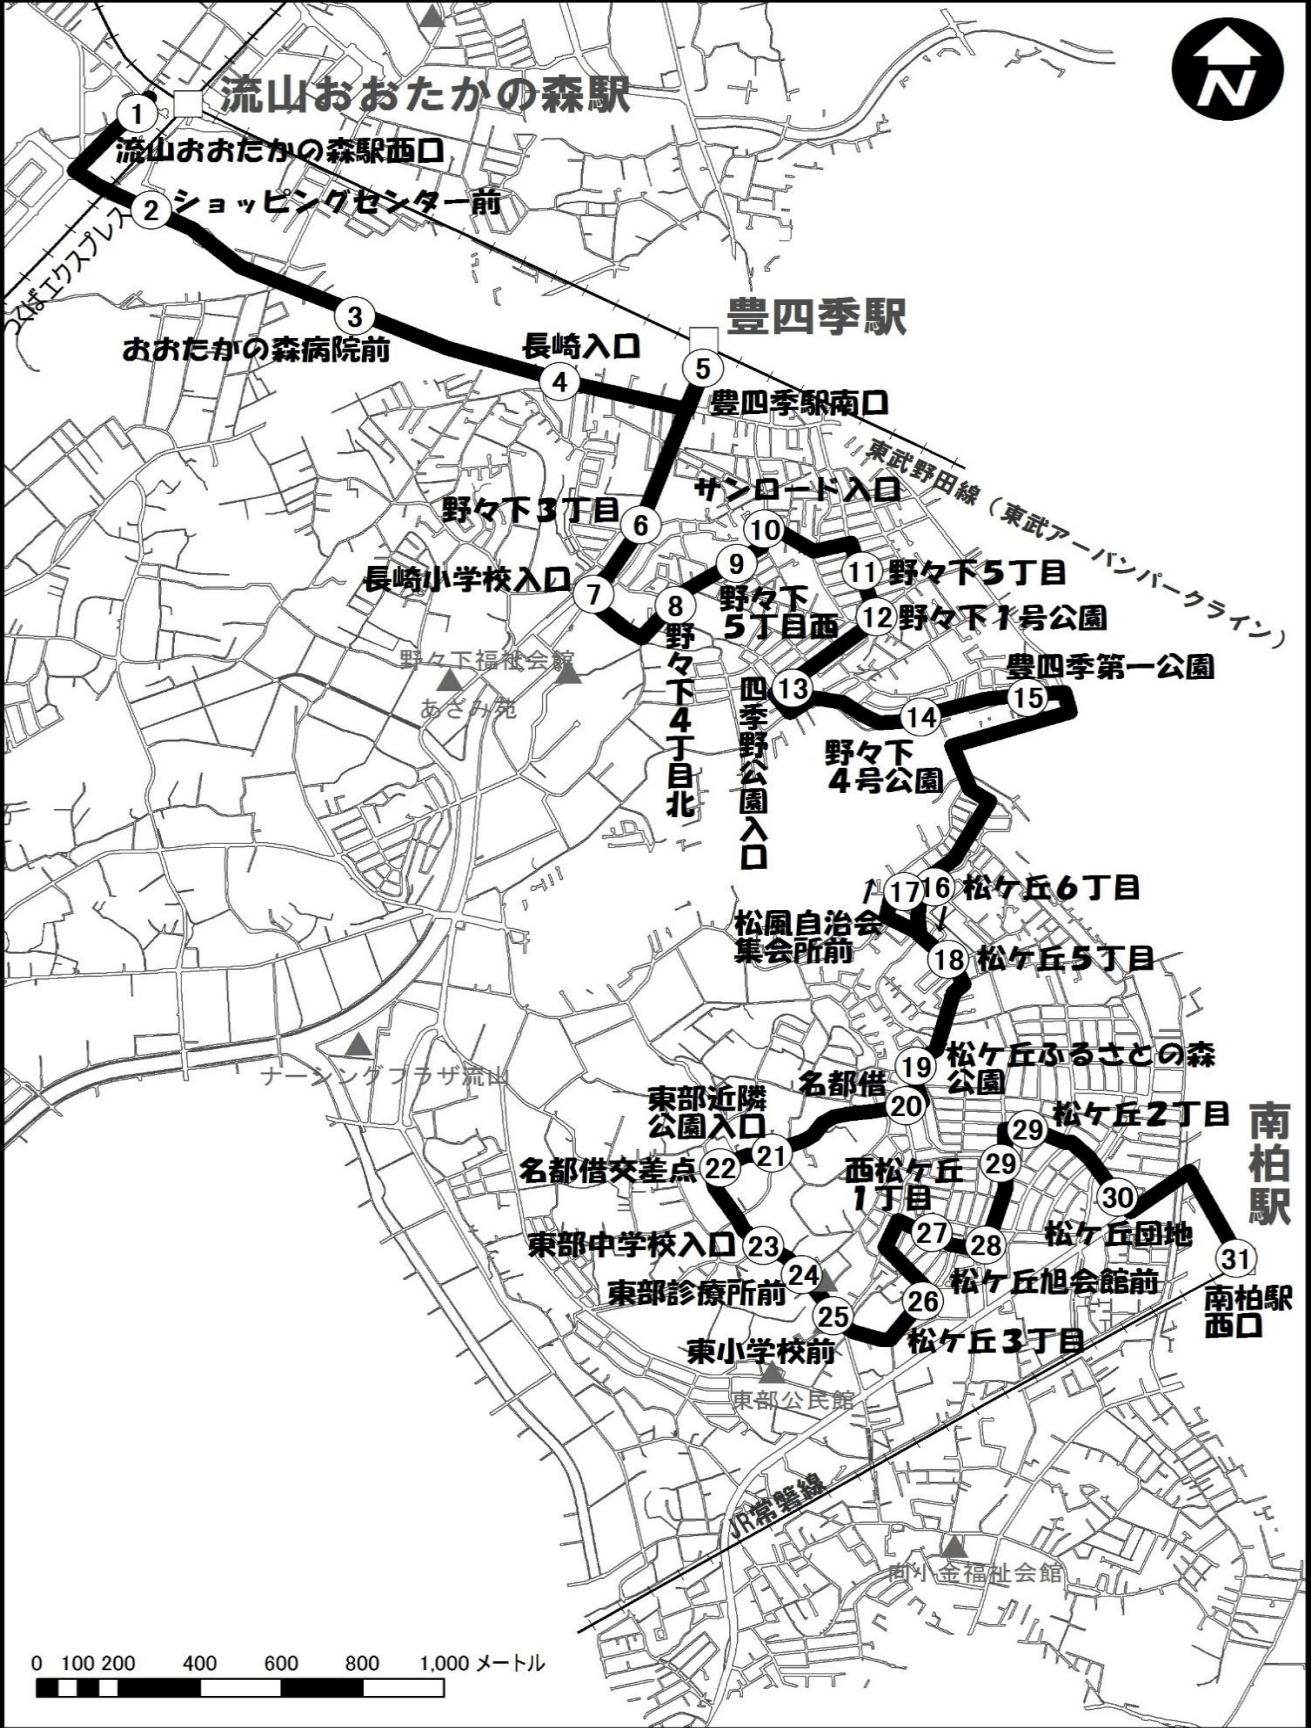 N
流山おおたかの森駅
1
流山おおたかの森駅西口
2
ショッピングセンター前
つくばエクスプレス
3
おおたかの森病院前
長崎入口
4
豊四季駅
5
豊四季駅南口
東武野田線（東武アーバンパークライン）
野々下3丁目
6
サンロード入口
10
長崎小学校入口
7
8
野々下4丁目北
9
野々下
5丁目西
11
野々下5丁目
12
野々下1号公園
野々下福祉会館
あざみ苑
四季野公園入口
13
豊四季第一公園
14
15
野々下
4号公園
↑
17
16
松ケ丘6丁目
↓
松風自治会
集会所前
18
松ケ丘5丁目
ナーシングプラザ流山
19
松ケ丘ふるさとの森
公園
名都借
20
東部近隣
公園入口
21
名都借交差点
22
29
松ケ丘2丁目
29
南柏駅
西松ケ丘
1丁目
27
28
30
松ケ丘団地
31
南柏駅
西口
東部中学校入口
23
24
東部診療所前
松ケ丘旭会館前
26
25
松ケ丘3丁目
東小学校前
東部公民館
JR常磐線
向小金福祉会館
0 100 200 400 600 800 1,000 メートル